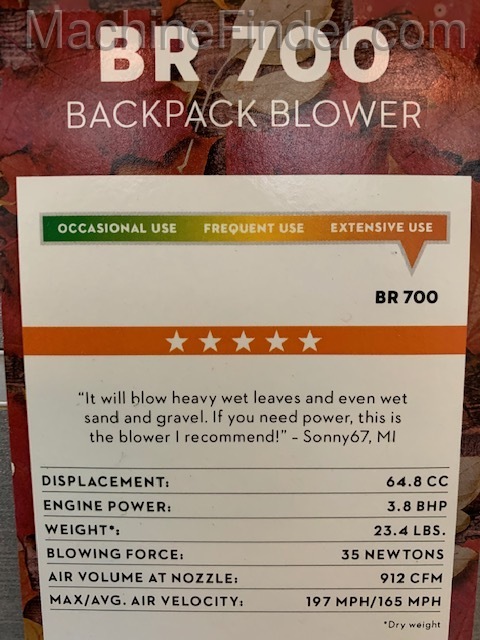 MachineFinder.com
BR 700
BACKPACK BLOWER
OCCASIONAL USE FREQUENT USE EXTENSIVE USE
BR 700
“It will blow heavy wet leaves and even wet
sand and gravel. If you need power, this is
the blower I recommend!” – Sonny67, MI
DISPLACEMENT: 64.8 CC
ENGINE POWER: 3.8 BHP
WEIGHT*: 23.4 LBS.
BLOWING FORCE: 35 NEWTONS
AIR VOLUME AT NOZZLE: 912 CFM
MAX/AVG. AIR VELOCITY: 197 MPH/165 MPH
*Dry weight